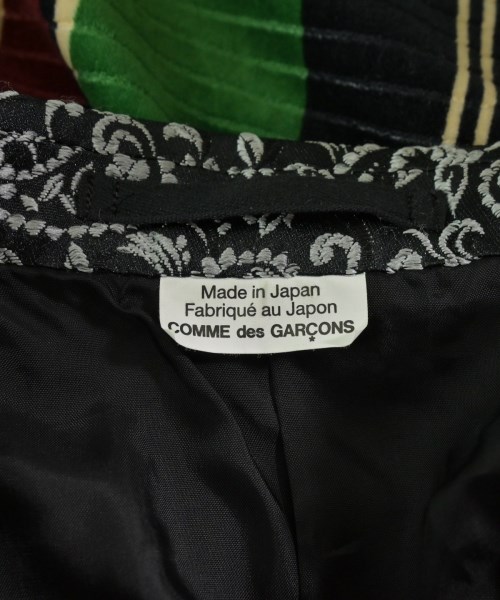 Made in Japan
Fabriqué au Japon
COMME des GARÇONS